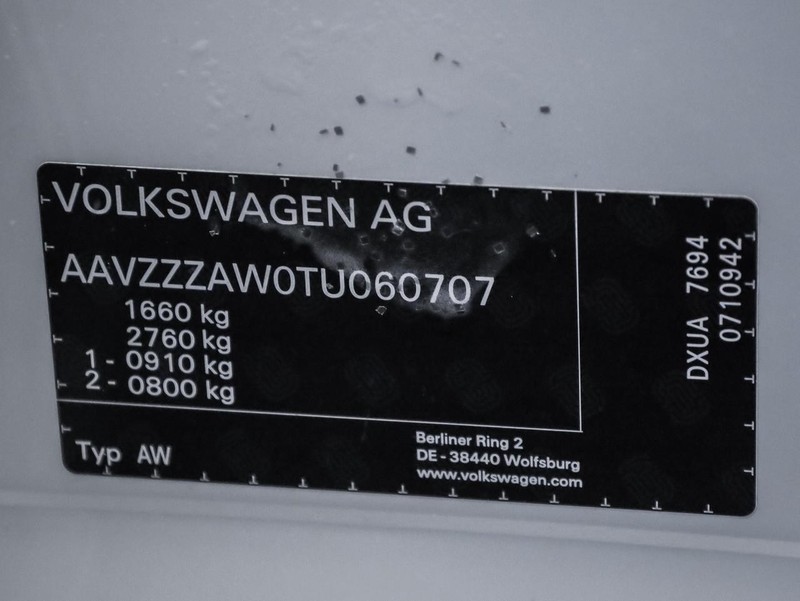 VOLKSWAGEN AG
AAVZZZAW0TU060707
1660 kg
2760 kg
1 - 0910 kg
2 - 0800 kg
Typ AW
Berliner Ring 2
DE - 38440 Wolfsburg
www.volkswagen.com
DXUA 7694
0710942